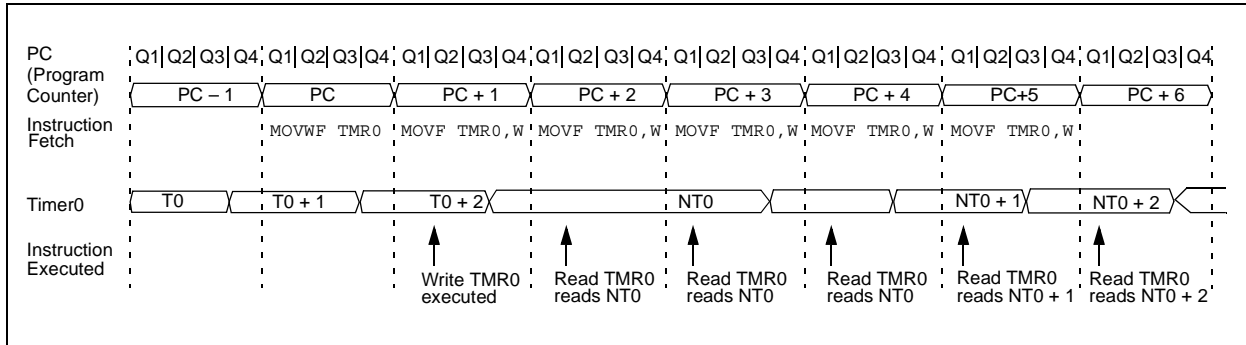 PC
(Program
Counter)
Q1 Q2 Q3 Q4 Q1 Q2 Q3 Q4 Q1 Q2 Q3 Q4 Q1 Q2 Q3 Q4 Q1 Q2 Q3 Q4 Q1 Q2 Q3 Q4 Q1 Q2 Q3 Q4 Q1 Q2 Q3 Q4
PC – 1 PC PC + 1 PC + 2 PC + 3 PC + 4 PC+5 PC + 6
Instruction
Fetch
MOVWF TMR0 MOVF TMR0,W MOVF TMR0,W MOVF TMR0,W MOVF TMR0,W MOVF TMR0,W
Timer0
T0 T0 + 1 T0 + 2 NT0 NT0 + 1 NT0 + 2
Instruction
Executed
Write TMR0
executed
Read TMR0
reads NT0
Read TMR0
reads NT0
Read TMR0
reads NT0
Read TMR0
reads NT0 + 1
Read TMR0
reads NT0 + 2